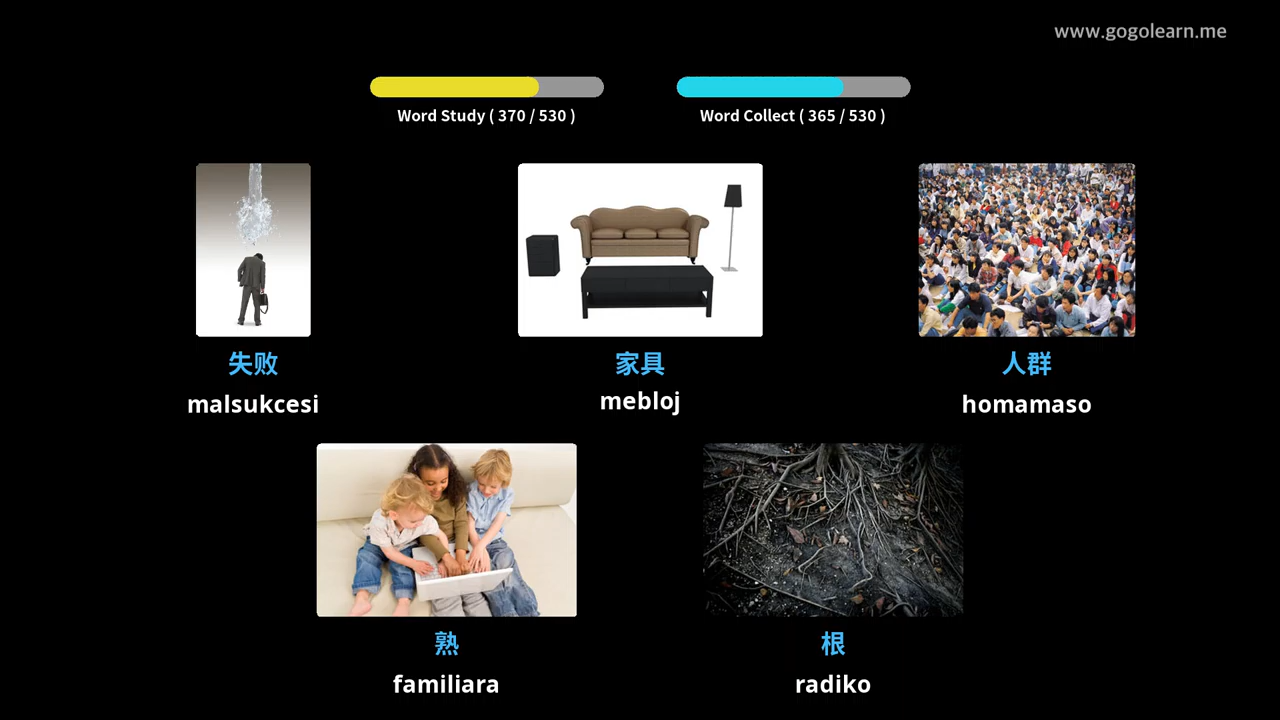 www.gogolearn.me
Word Study ( 370 / 530 )
Word Collect ( 365 / 530 )
失败
家具
人群
malsukcesi
mebloj
homamaso
熟
根
familiara
radiko